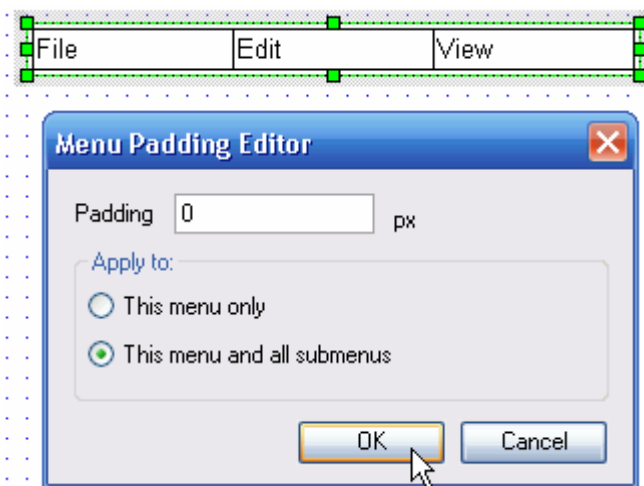 File Edit View
Menu Padding Editor
Padding 0 px
Apply to:
This menu only
This menu and all submenus
OK Cancel